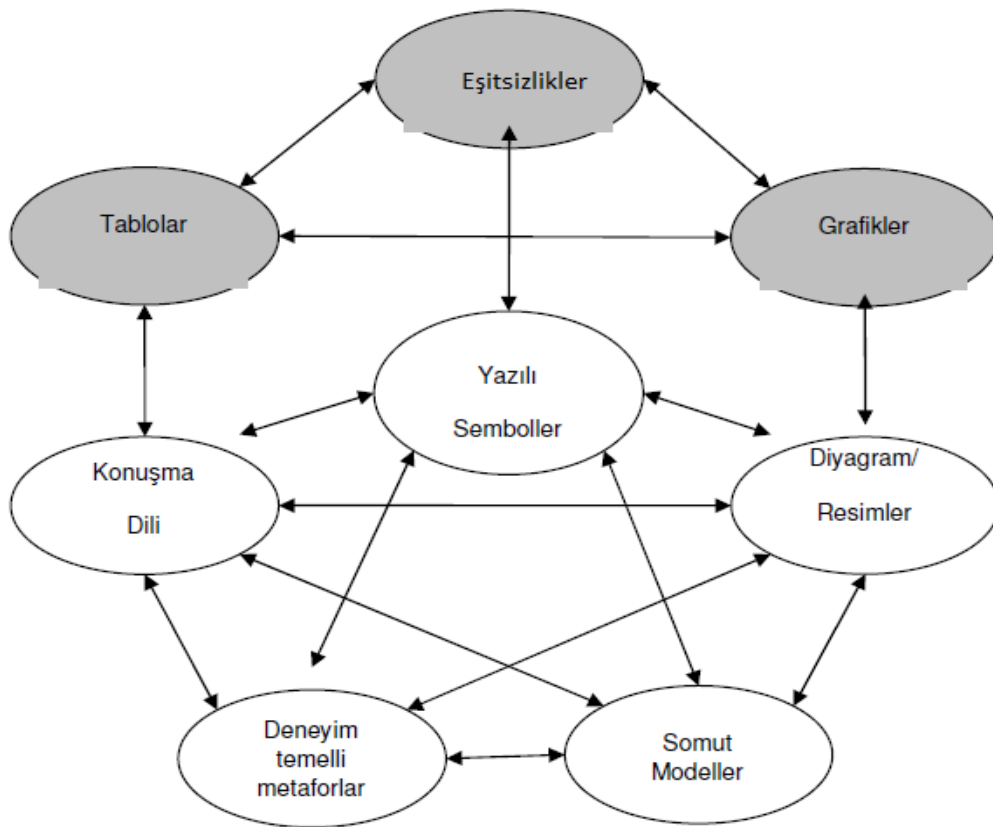 Eşitsizlikler
Tablolar
Grafikler
Yazılı
Semboller
Konuşma
Dili
Diyagram/
Resimler
Deneyim
temelli
metaforlar
Somut
Modeller